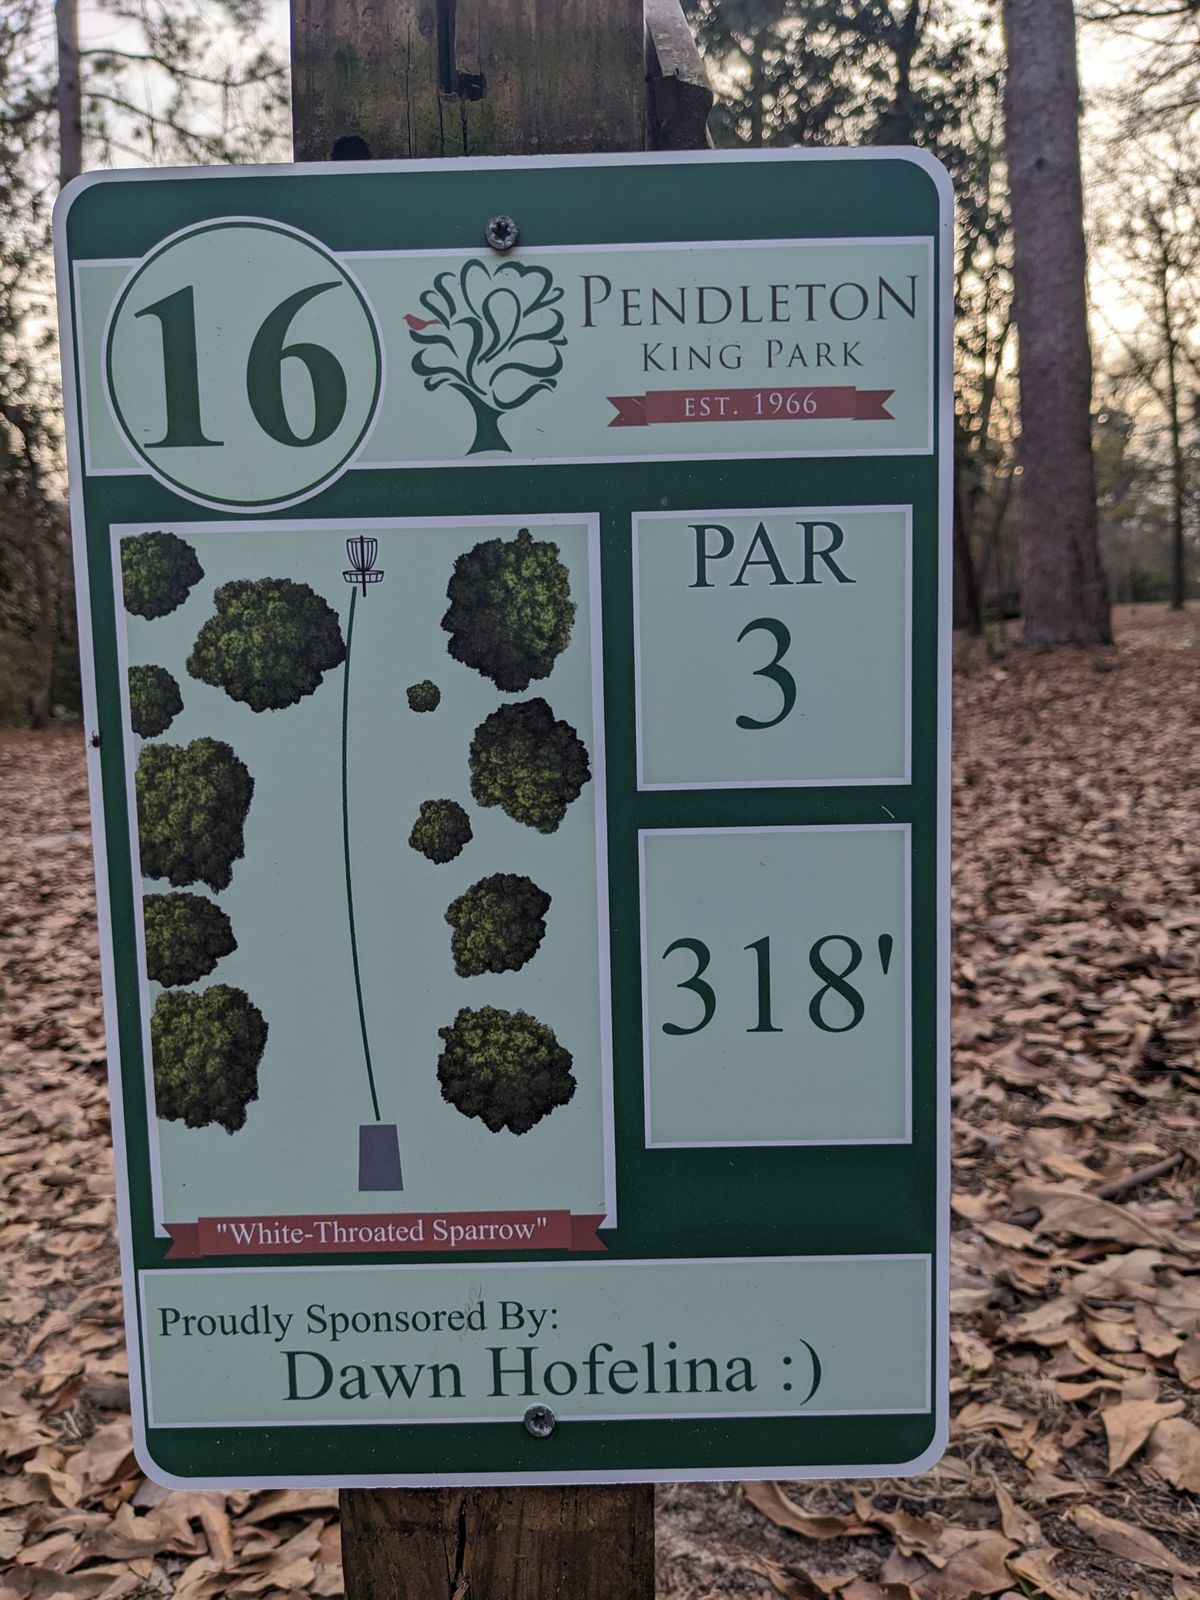 16
PENDLETON
KING PARK
EST. 1966
PAR
3
318'
"White-Throated Sparrow"
Proudly Sponsored By:
Dawn Hofelina :)